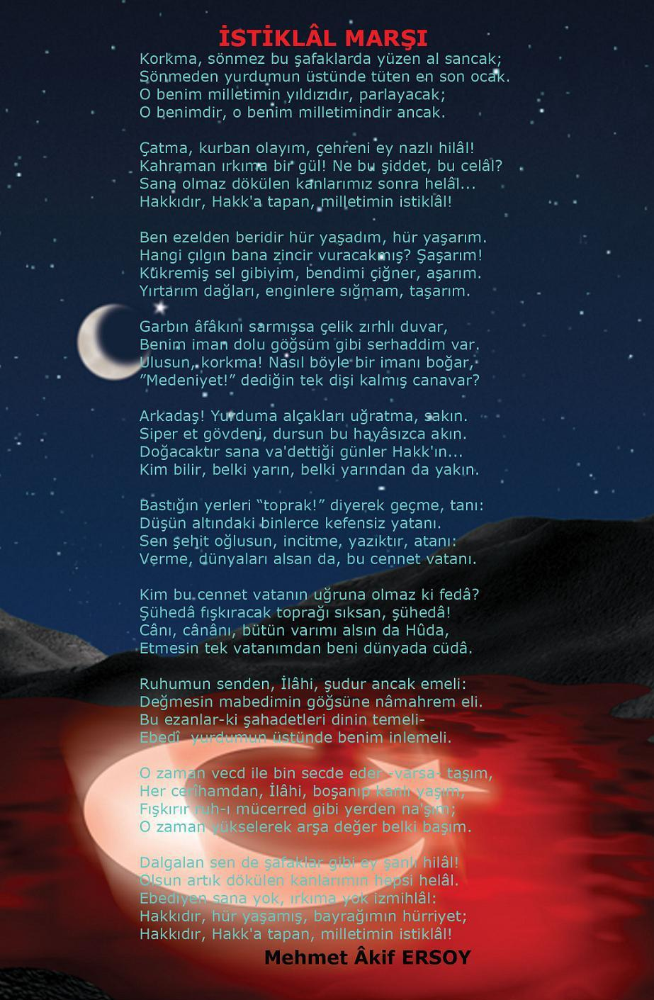 İSTİKLÂL MARŞI
Korkma, sönmez bu şafaklarda yüzen al sancak;
Sönmeden yurdumun üstünde tüten en son ocak.
O benim milletimin yıldızıdır, parlayacak;
O benimdir, o benim milletimindir ancak.
Çatma, kurban olayım, çehreni ey nazlı hilâl!
Kahraman ırkıma bir gül! Ne bu şiddet, bu celâl?
Sana olmaz dökülen kanlarımız sonra helâl...
Hakkıdır, Hakk'a tapan, milletimin istiklâl!
Ben ezelden beridir hür yaşadım, hür yaşarım.
Hangi çılgın bana zincir vuracakmış? Şaşarım!
Kükremiş sel gibiyim, bendimi çiğner, aşarım.
Yırtarım dağları, enginlere sığmam, taşarım.
Garbın âfâkını sarmışsa çelik zırhlı duvar,
Benim iman dolu göğsüm gibi serhaddim var.
Ulusun, korkma! Nasıl böyle bir imanı boğar,
”Medeniyet!” dediğin tek dişi kalmış canavar?
Arkadaş! Yurduma alçakları uğratma, sakın.
Siper et gövdeni, dursun bu hayâsızca akın.
Doğacaktır sana va'dettiği günler Hakk'ın...
Kim bilir, belki yarın, belki yarından da yakın.
Bastığın yerleri “toprak!” diyerek geçme, tanı:
Düşün altındaki binlerce kefensiz yatanı.
Sen şehit oğlusun, incitme, yazıktır, atanı:
Verme, dünyaları alsan da, bu cennet vatanı.
Kim bu cennet vatanın uğruna olmaz ki fedâ?
Şühedâ fışkıracak toprağı sıksan, şühedâ!
Cânı, cânânı, bütün varımı alsın da Hûda,
Etmesin tek vatanımdan beni dünyada cüdâ.
Ruhumun senden, İlâhi, şudur ancak emeli:
Değmesin mabedimin göğsüne nâmahrem eli.
Bu ezanlar-ki şahadetleri dinin temeli-
Ebedî yurdumun üstünde benim inlemeli.
O zaman vecd ile bin secde eder -varsa- taşım,
Her cerîhamdan, İlâhi, boşanıp kanlı yaşım,
Fışkırır ruh-ı mücerred gibi yerden na'şım;
O zaman yükselerek arşa değer belki başım.
Dalgalan sen de şafaklar gibi ey şanlı hilâl!
Olsun artık dökülen kanlarımın hepsi helâl.
Ebediyen sana yok, ırkıma yok izmihlâl:
Hakkıdır, hür yaşamış, bayrağımın hürriyet;
Hakkıdır, Hakk'a tapan, milletimin istiklâl!
Mehmet Âkif ERSOY